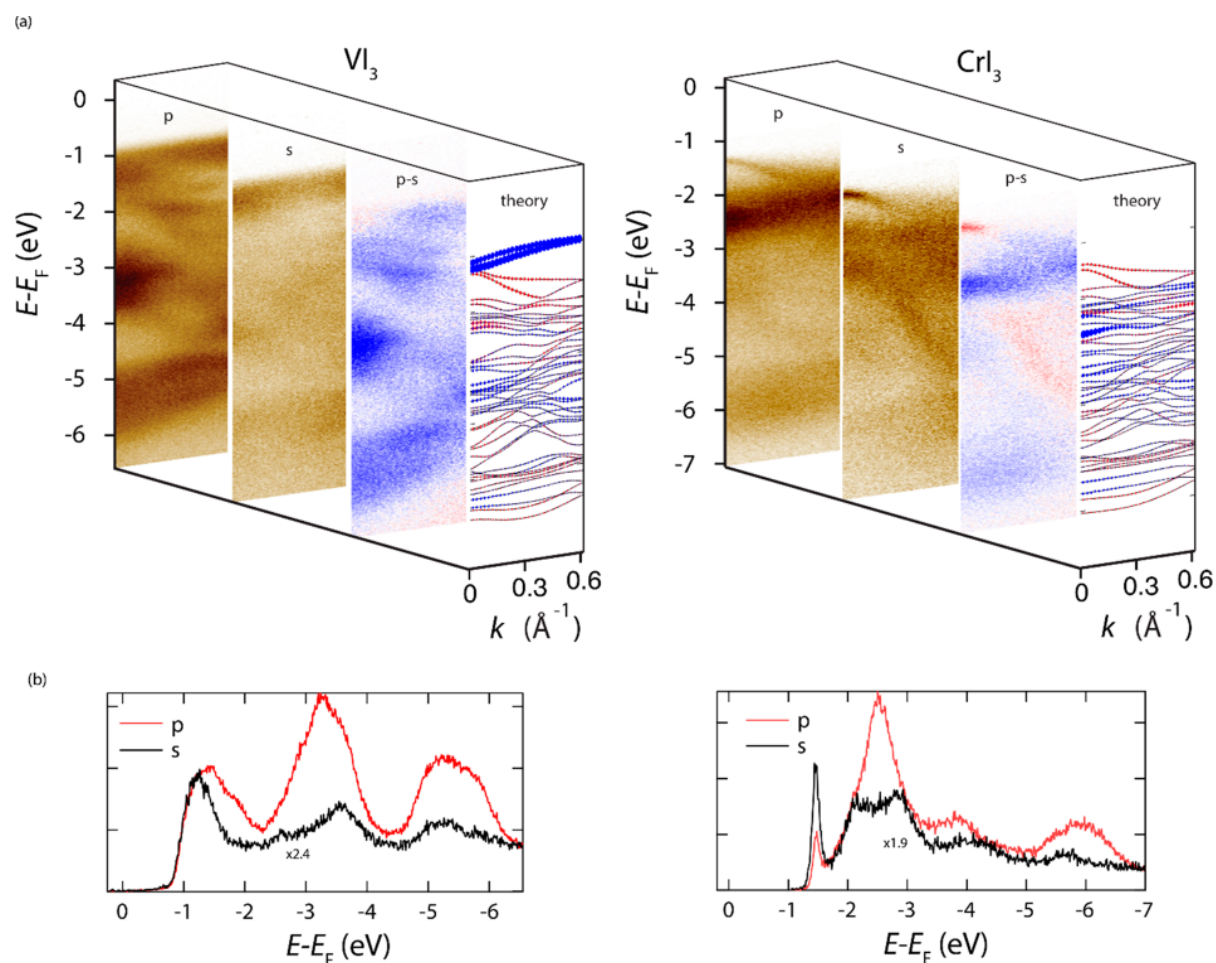 (a)
VI3
CrI3
0
-1
-2
-3
-4
-5
-6
E-EF (eV)
p
s
p-s
theory
0
0.3
0.6
k (Å-1)
0
-1
-2
-3
-4
-5
-6
-7
E-EF (eV)
p
s
p-s
theory
0
0.3
0.6
k (Å-1)
(b)
p
s
x2.4
0 -1 -2 -3 -4 -5 -6
E-EF (eV)
p
s
x1.9
0 -1 -2 -3 -4 -5 -6 -7
E-EF (eV)